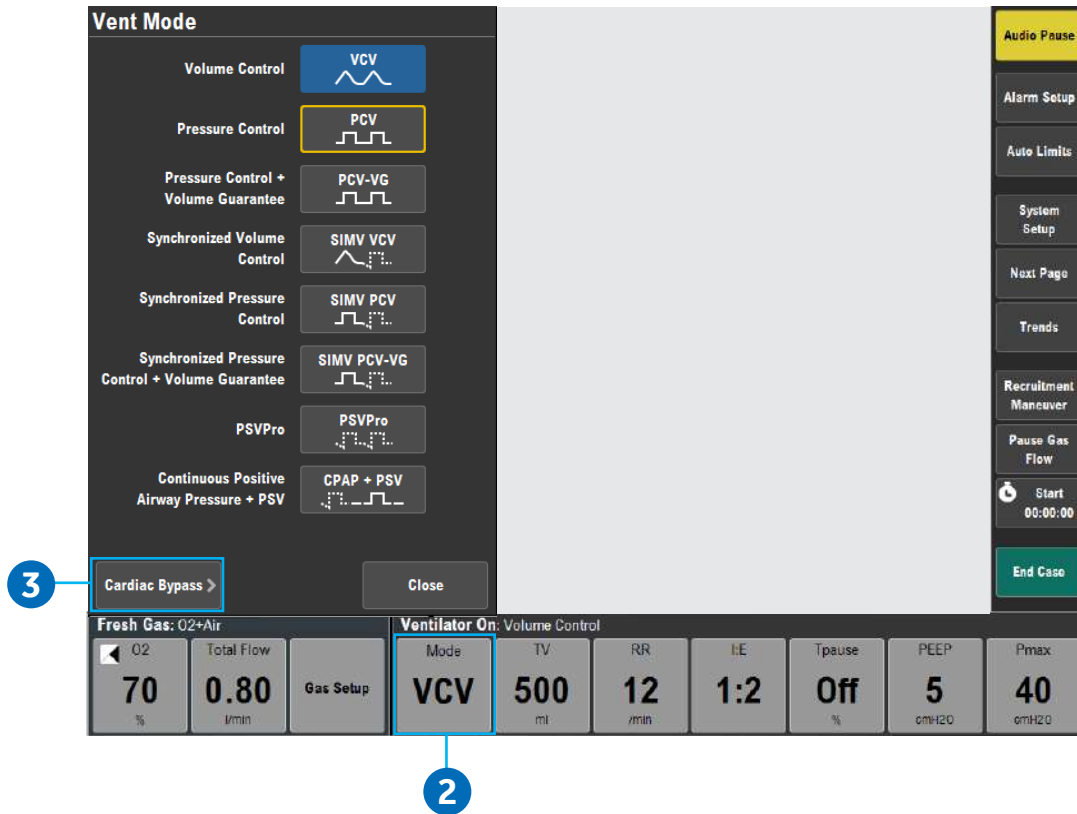 Vent Mode
Volume Control
VCV
Pressure Control
PCV
Pressure Control +
Volume Guarantee
PCV-VG
Synchronized Volume
Control
SIMV VCV
Synchronized Pressure
Control
SIMV PCV
Synchronized Pressure
Control + Volume Guarantee
SIMV PCV-VG
PSVPro
PSVPro
Continuous Positive
Airway Pressure + PSV
CPAP + PSV
3
Cardiac Bypass >
Close
Audio Pause
Alarm Setup
Auto Limits
System
Setup
Next Page
Trends
Recruitment
Maneuver
Pause Gas
Flow
Start
00:00:00
End Case
Fresh Gas: O2+Air
O2
70
%
Total Flow
0.80
l/min
Gas Setup
Ventilator On: Volume Control
Mode
VCV
TV
500
ml
RR
12
/min
I:E
1:2
Tpause
Off
%
PEEP
5
cmH2O
Pmax
40
cmH2O
2